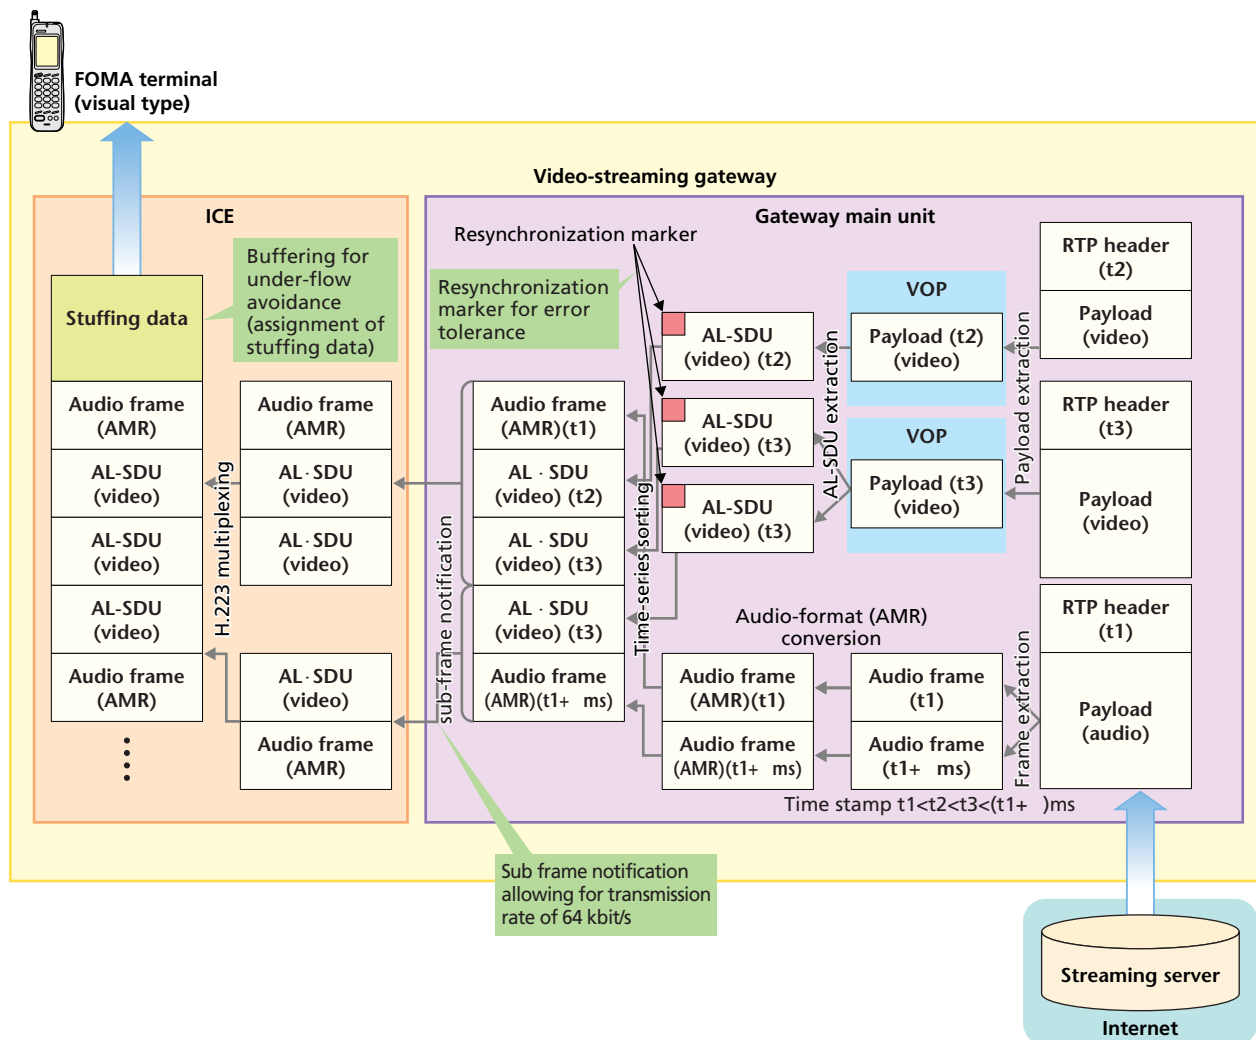 FOMA terminal
(visual type)
Video-streaming gateway
ICE
Gateway main unit
Resynchronization marker
Buffering for
under-flow
avoidance
(assignment of
stuffing data)
Resynchronization
marker for error
tolerance
Stuffing data
Audio frame
(AMR)
AL-SDU
(video)
AL-SDU
(video)
AL-SDU
(video)
Audio frame
(AMR)
H.223 multiplexing
Audio frame
(AMR)
AL · SDU
(video)
AL · SDU
(video)
AL · SDU
(video)
Audio frame
(AMR)
sub-frame notification
Audio frame
(AMR)(t1)
AL · SDU
(video) (t2)
AL · SDU
(video) (t3)
AL · SDU
(video) (t3)
Audio frame
(AMR)(t1+ ms)
Time-series sorting
AL-SDU
(video) (t2)
AL-SDU
(video) (t3)
AL-SDU
(video) (t3)
AL-SDU extraction
VOP
Payload (t2)
(video)
VOP
Payload (t3)
(video)
Payload extraction
RTP header
(t2)
Payload
(video)
RTP header
(t3)
Payload
(video)
RTP header
(t1)
Payload
(audio)
Audio-format (AMR)
conversion
Audio frame
(AMR)(t1)
Audio frame
(AMR)(t1+ ms)
Audio frame
(t1)
Audio frame
(t1+ ms)
Frame extraction
Time stamp t1<t2<t3<(t1+ )ms
Sub frame notification
allowing for transmission
rate of 64 kbit/s
Streaming server
Internet